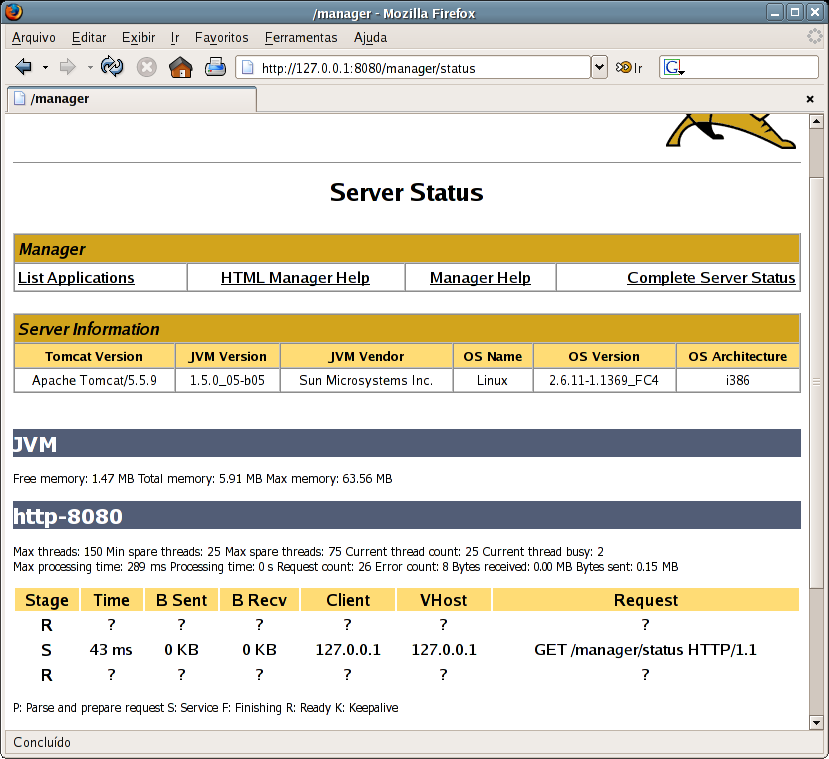 /manager - Mozilla Firefox
Arquivo Editar Exibir Ir Favoritos Ferramentas Ajuda
http://127.0.0.1:8080/manager/status Ir G
/manager
Server Status
Manager
List Applications HTML Manager Help Manager Help Complete Server Status
Server Information
Tomcat Version JVM Version JVM Vendor OS Name OS Version OS Architecture
Apache Tomcat/5.5.9 1.5.0_05-b05 Sun Microsystems Inc. Linux 2.6.11-1.1369_FC4 i386
JVM
Free memory: 1.47 MB Total memory: 5.91 MB Max memory: 63.56 MB
http-8080
Max threads: 150 Min spare threads: 25 Max spare threads: 75 Current thread count: 25 Current thread busy: 2
Max processing time: 289 ms Processing time: 0 s Request count: 26 Error count: 8 Bytes received: 0.00 MB Bytes sent: 0.15 MB
Stage Time B Sent B Recv Client VHost Request
R ? ? ? ? ? ?
S 43 ms 0 KB 0 KB 127.0.0.1 127.0.0.1 GET /manager/status HTTP/1.1
R ? ? ? ? ? ?
P: Parse and prepare request S: Service F: Finishing R: Ready K: Keepalive
Concluído